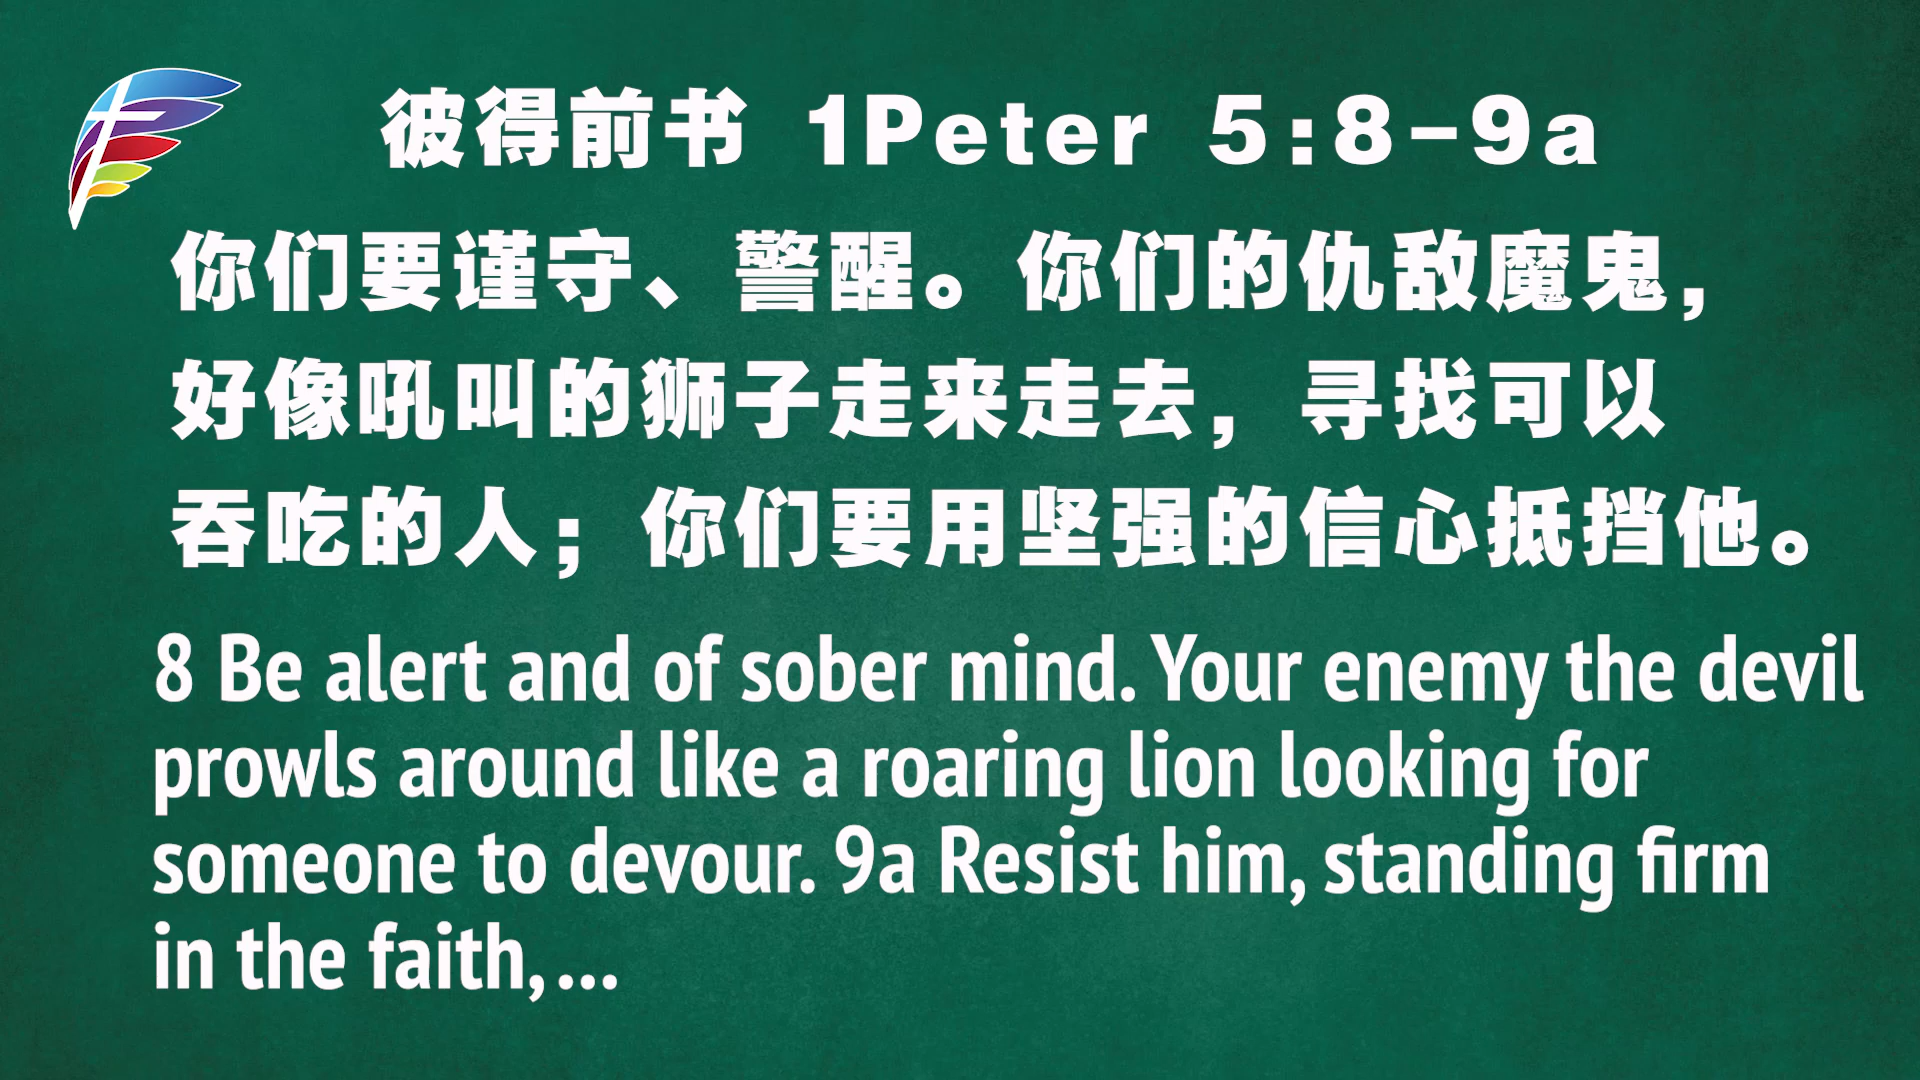 彼得前书 1Peter 5:8-9a
你们要谨守、警醒。你们的仇敌魔鬼，
好像吼叫的狮子走来走去，寻找可以
吞吃的人；你们要用坚强的信心抵挡他。
8 Be alert and of sober mind. Your enemy the devil
prowls around like a roaring lion looking for
someone to devour. 9a Resist him, standing firm
in the faith, ...